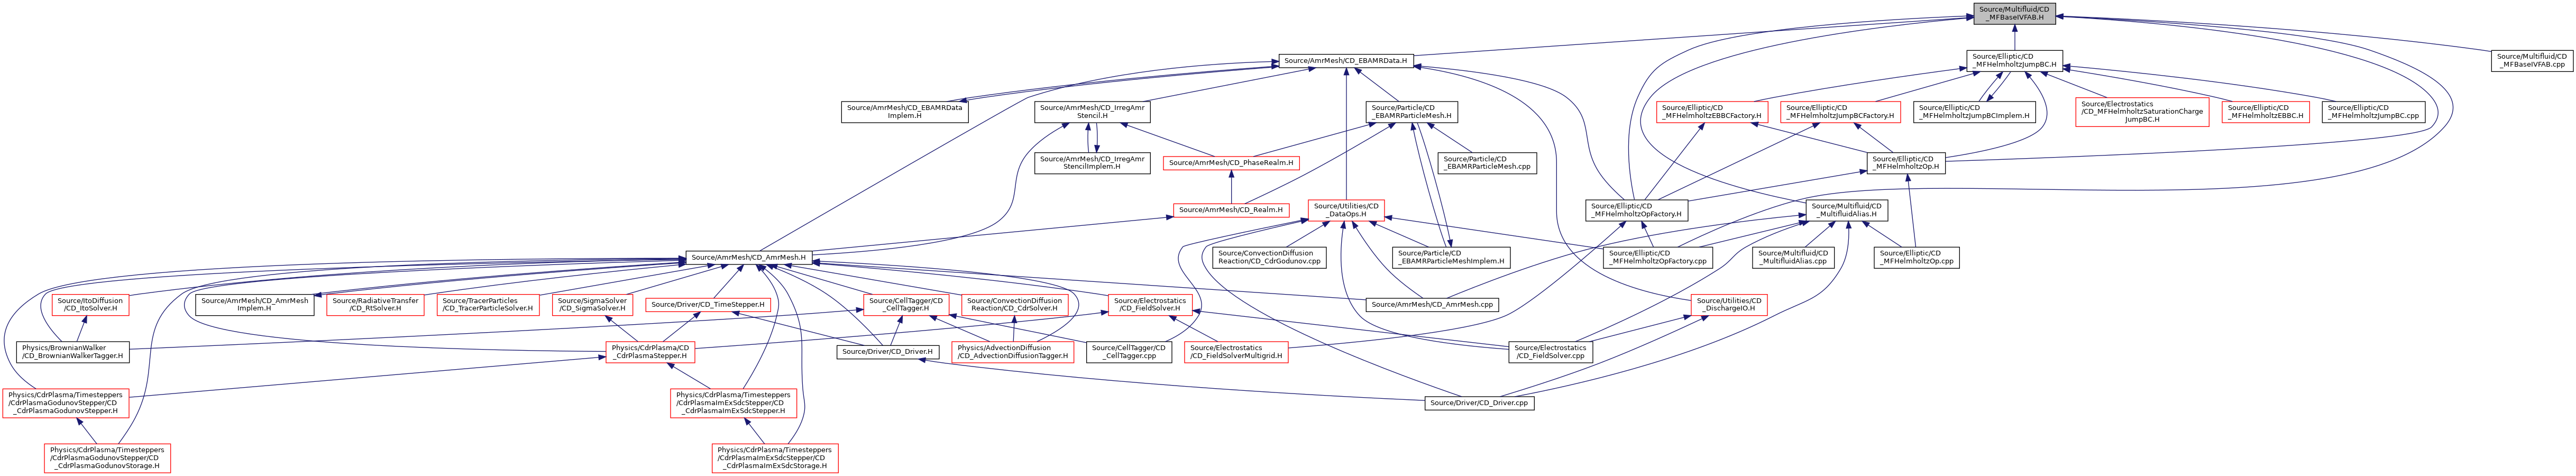 Source/Multifluid/CD
_MFBaseIVFAB.H
Source/AmrMesh/CD_EBAMRData.H
Source/Elliptic/CD
_MFHelmholtzJumpBC.H
Source/Multifluid/CD
_MFBaseIVFAB.cpp
Source/AmrMesh/CD_EBAMRData
Implem.H
Source/AmrMesh/CD_IrregAmr
Stencil.H
Source/Particle/CD
_EBAMRParticleMesh.H
Source/Elliptic/CD
_MFHelmholtzEBBCFactory.H
Source/Elliptic/CD
_MFHelmholtzJumpBCFactory.H
Source/Elliptic/CD
_MFHelmholtzJumpBCImplem.H
Source/Electrostatics
/CD_MFHelmholtzSaturationCharge
JumpBC.H
Source/Elliptic/CD
_MFHelmholtzEBBC.H
Source/Elliptic/CD
_MFHelmholtzJumpBC.cpp
Source/AmrMesh/CD_IrregAmr
StencilImplem.H
Source/AmrMesh/CD_PhaseRealm.H
Source/Particle/CD
_EBAMRParticleMesh.cpp
Source/Elliptic/CD
_MFHelmholtzOp.H
Source/AmrMesh/CD_Realm.H
Source/Utilities/CD
_DataOps.H
Source/Elliptic/CD
_MFHelmholtzOpFactory.H
Source/Multifluid/CD
_MultifluidAlias.H
Source/AmrMesh/CD_AmrMesh.H
Source/ConvectionDiffusion
Reaction/CD_CdrGodunov.cpp
Source/Particle/CD
_EBAMRParticleMeshImplem.H
Source/Elliptic/CD
_MFHelmholtzOpFactory.cpp
Source/Multifluid/CD
_MultifluidAlias.cpp
Source/Elliptic/CD
_MFHelmholtzOp.cpp
Source/ItoDiffusion
/CD_ItoSolver.H
Source/AmrMesh/CD_AmrMesh
Implem.H
Source/RadiativeTransfer
/CD_RtSolver.H
Source/TracerParticles
/CD_TracerParticleSolver.H
Source/SigmaSolver
/CD_SigmaSolver.H
Source/Driver/CD_TimeStepper.H
Source/CellTagger/CD
_CellTagger.H
Source/ConvectionDiffusion
Reaction/CD_CdrSolver.H
Source/Electrostatics
/CD_FieldSolver.H
Source/AmrMesh/CD_AmrMesh.cpp
Source/Utilities/CD
_DischargeIO.H
Physics/BrownianWalker
/CD_BrownianWalkerTagger.H
Physics/CdrPlasma/CD
_CdrPlasmaStepper.H
Source/Driver/CD_Driver.H
Physics/AdvectionDiffusion
/CD_AdvectionDiffusionTagger.H
Source/CellTagger/CD
_CellTagger.cpp
Source/Electrostatics
/CD_FieldSolverMultigrid.H
Source/Electrostatics
/CD_FieldSolver.cpp
Physics/CdrPlasma/Timesteppers
/CdrPlasmaGodunovStepper/CD
_CdrPlasmaGodunovStepper.H
Physics/CdrPlasma/Timesteppers
/CdrPlasmaImExSdcStepper/CD
_CdrPlasmaImExSdcStepper.H
Source/Driver/CD_Driver.cpp
Physics/CdrPlasma/Timesteppers
/CdrPlasmaGodunovStepper/CD
_CdrPlasmaGodunovStorage.H
Physics/CdrPlasma/Timesteppers
/CdrPlasmaImExSdcStepper/CD
_CdrPlasmaImExSdcStorage.H